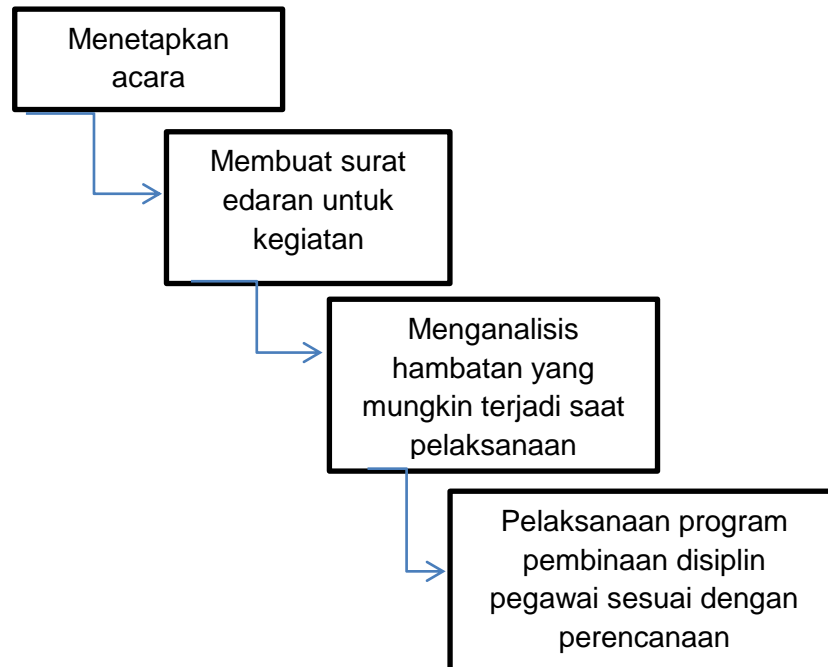 Menetapkan
acara
Membuat surat
edaran untuk
kegiatan
Menganalisis
hambatan yang
mungkin terjadi saat
pelaksanaan
Pelaksanaan program
pembinaan disiplin
pegawai sesuai dengan
perencanaan